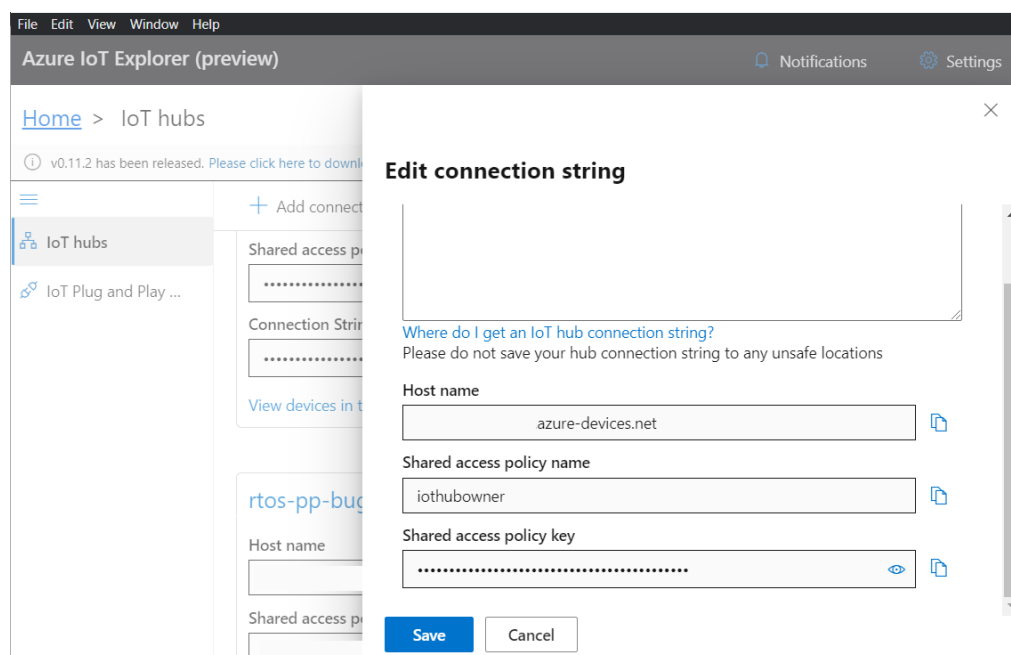 File Edit View Window Help
Azure IoT Explorer (preview)
Notifications
Settings
Home > IoT hubs
v0.11.2 has been released. Please click here to downl
IoT hubs
IoT Plug and Play ...
+ Add connect
Shared access p
••••••••••••••••
Connection Strin
••••••••••••••••
View devices in t
rtos-pp-bug
Host name
Shared access p
Edit connection string
Where do I get an IoT hub connection string?
Please do not save your hub connection string to any unsafe locations
Host name
.azure-devices.net
Shared access policy name
iothubowner
Shared access policy key
••••••••••••••••••••••••••••••••••••••••••••
Save
Cancel